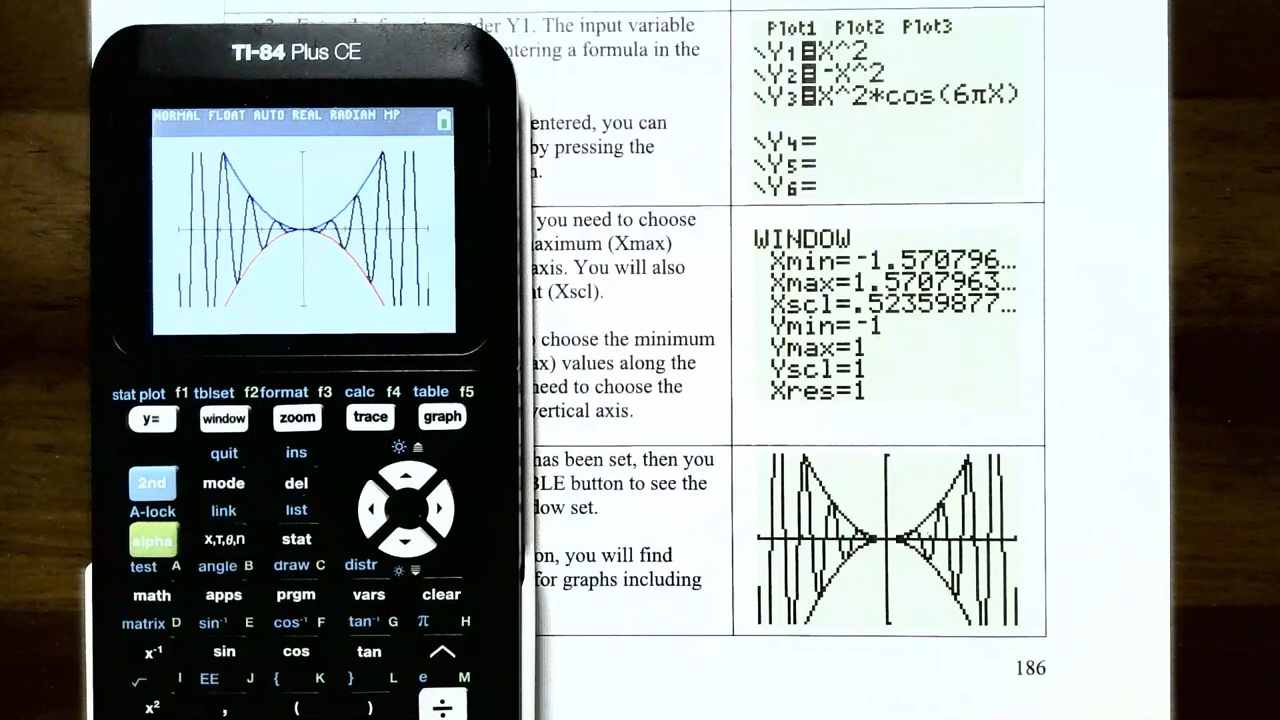 TI-84 Plus CE
NORMAL FLOAT AUTO REAL RADIAN MP
stat plot f1 tblset f2 format f3 calc f4 table f5
y= window zoom trace graph
quit ins
2nd mode del
A-lock link list
alpha X,T,θ,n stat
test A angle B draw C distr
math apps prgm vars clear
matrix D sin⁻¹ E cos⁻¹ F tan⁻¹ G π H
x⁻¹ sin cos tan ^
√ I EE J { K } L e M
x² , ( ) ÷
der Y1. The input variable
ntering a formula in the
entered, you can
by pressing the
you need to choose
aximum (Xmax)
axis. You will also
nt (Xscl).
choose the minimum
ax) values along the
need to choose the
vertical axis.
has been set, then you
BLE button to see the
dow set.
on, you will find
for graphs including
Plot1 Plot2 Plot3
\Y1=X^2
\Y2=-X^2
\Y3=X^2*cos(6πX)
\Y4=
\Y5=
\Y6=
WINDOW
Xmin=-1.570796...
Xmax=1.5707963...
Xscl=.52359877...
Ymin=-1
Ymax=1
Yscl=1
Xres=1
186